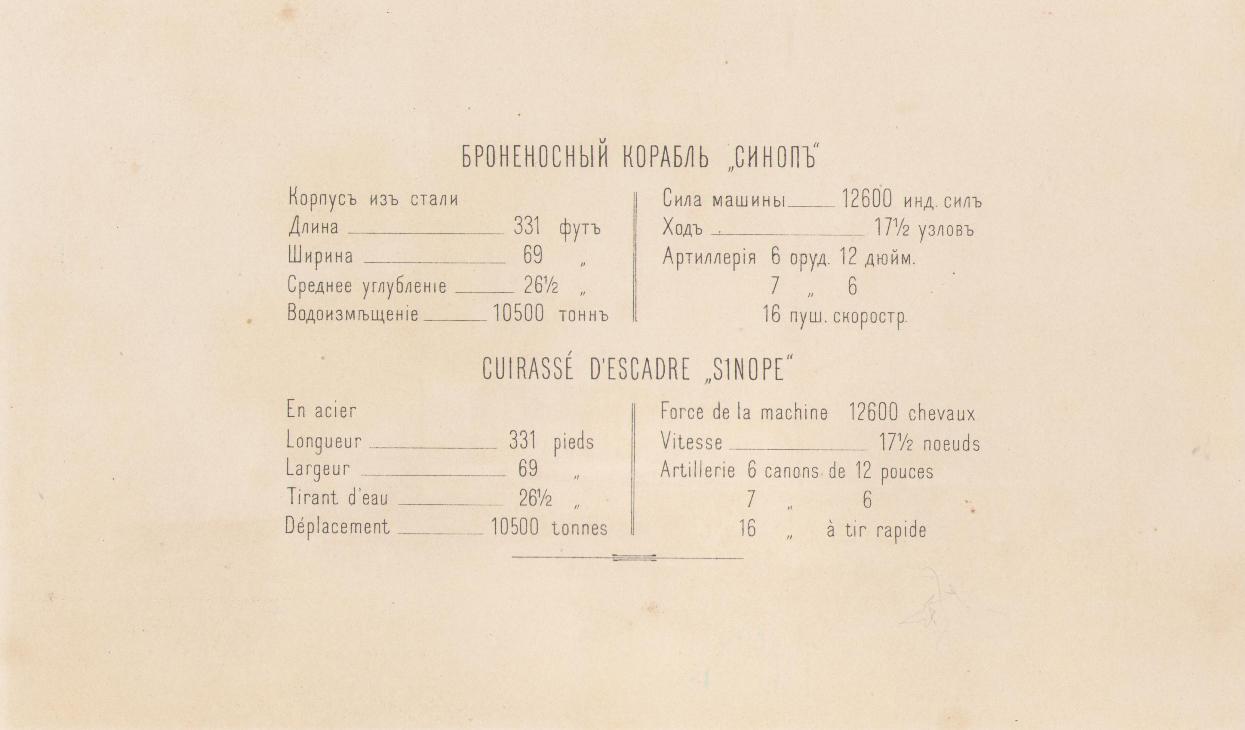 БРОНЕНОСНЫЙ КОРАБЛЬ „СИНОПЪ“
Корпусъ изъ стали
Длина 331 футъ
Ширина 69 „
Среднее углубленіе 26½ „
Водоизмѣщеніе 10500 тоннъ
Сила машины 12600 инд. силъ
Ходъ 17½ узловъ
Артиллерія 6 оруд. 12 дюйм.
7 „ 6
16 пуш. скоростр.
CUIRASSÉ D'ESCADRE „SINOPE“
En acier
Longueur 331 pieds
Largeur 69 „
Tirant d'eau 26½ „
Déplacement 10500 tonnes
Force de la machine 12600 chevaux
Vitesse 17½ noeuds
Artillerie 6 canons de 12 pouces
7 „ 6
16 „ à tir rapide